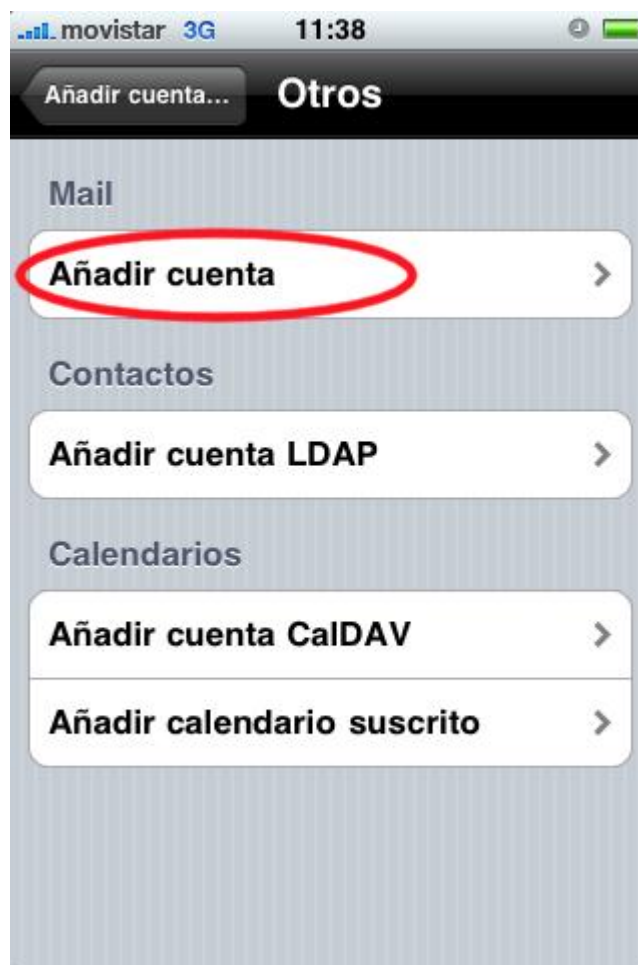 movistar 3G 11:38
Añadir cuenta... Otros
Mail
Añadir cuenta
Contactos
Añadir cuenta LDAP
Calendarios
Añadir cuenta CalDAV
Añadir calendario suscrito